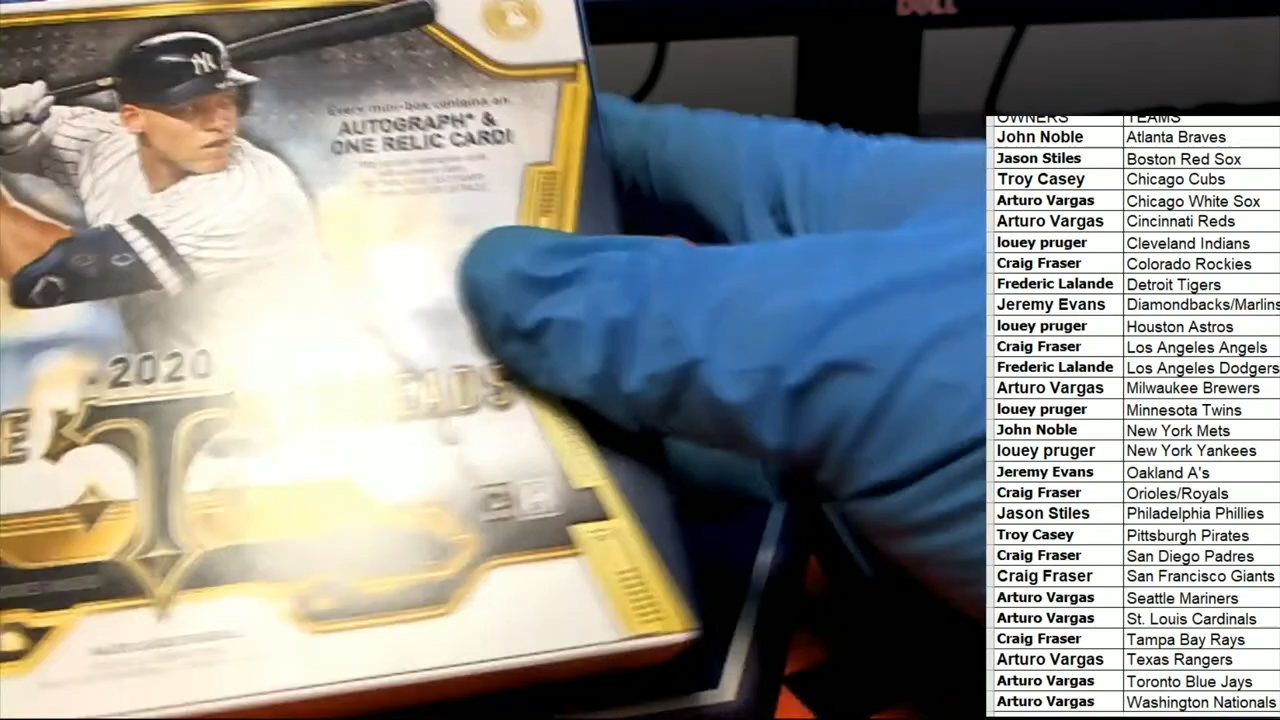 DELL
NY
Every mini-box contains an
AUTOGRAPH* &
ONE RELIC CARD!
2020
OWNERS TEAMS
John Noble Atlanta Braves
Jason Stiles Boston Red Sox
Troy Casey Chicago Cubs
Arturo Vargas Chicago White Sox
Arturo Vargas Cincinnati Reds
louey pruger Cleveland Indians
Craig Fraser Colorado Rockies
Frederic Lalande Detroit Tigers
Jeremy Evans Diamondbacks/Marlins
louey pruger Houston Astros
Craig Fraser Los Angeles Angels
Frederic Lalande Los Angeles Dodgers
Arturo Vargas Milwaukee Brewers
louey pruger Minnesota Twins
John Noble New York Mets
louey pruger New York Yankees
Jeremy Evans Oakland A's
Craig Fraser Orioles/Royals
Jason Stiles Philadelphia Phillies
Troy Casey Pittsburgh Pirates
Craig Fraser San Diego Padres
Craig Fraser San Francisco Giants
Arturo Vargas Seattle Mariners
Arturo Vargas St. Louis Cardinals
Craig Fraser Tampa Bay Rays
Arturo Vargas Texas Rangers
Arturo Vargas Toronto Blue Jays
Arturo Vargas Washington Nationals